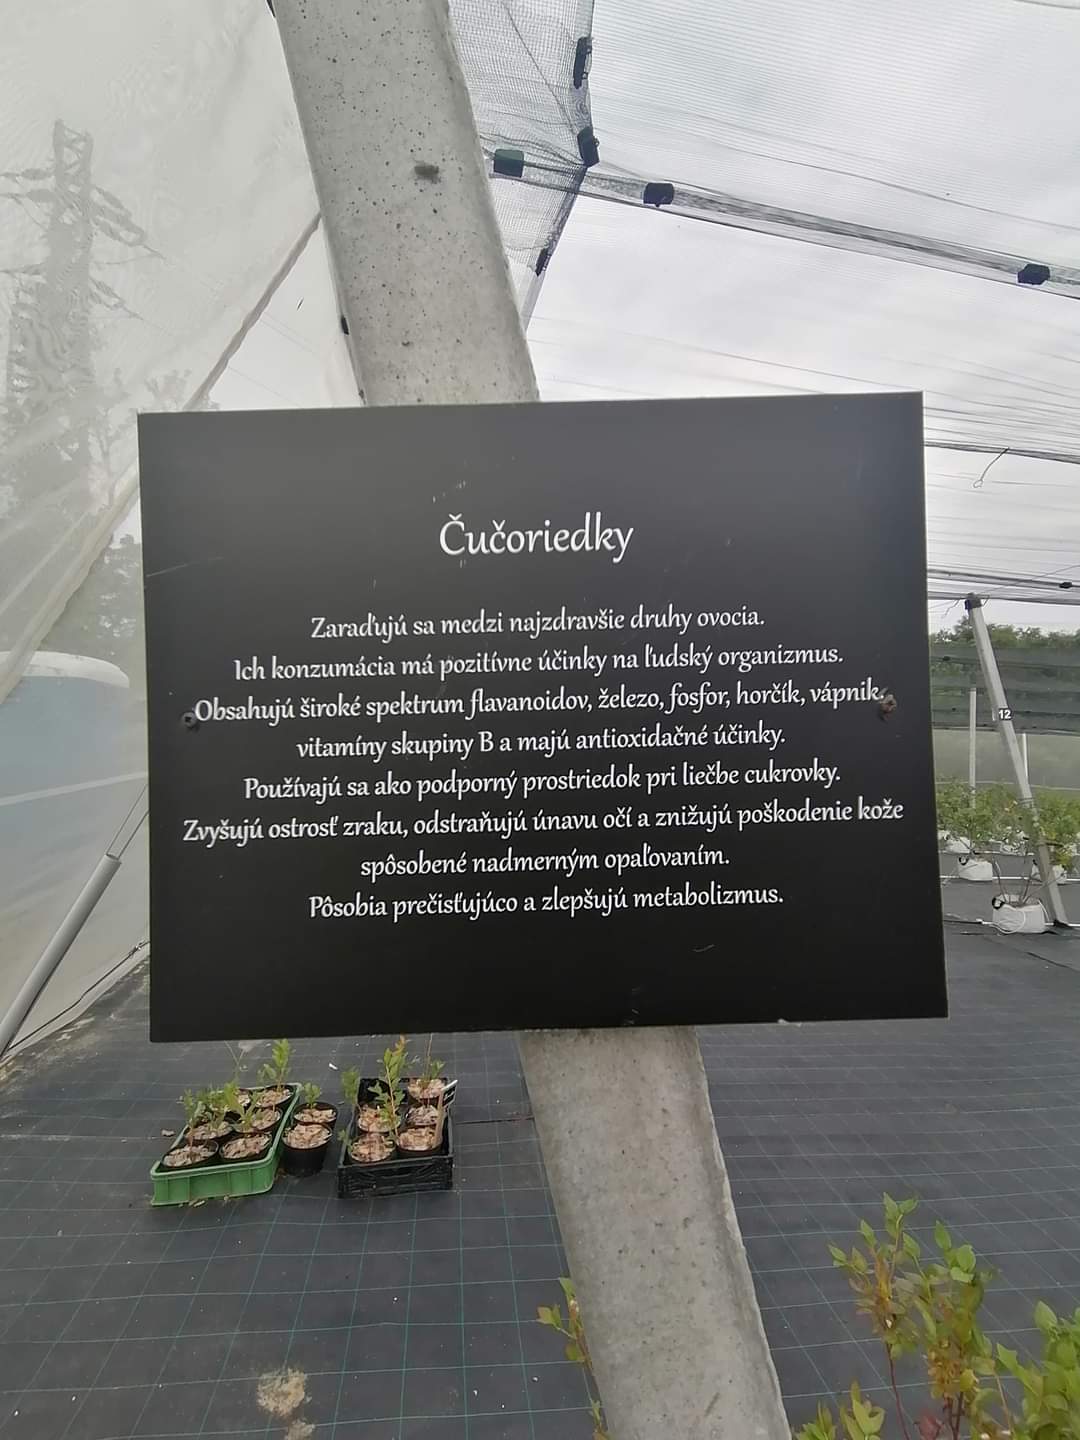 Čučoriedky
Zaraďujú sa medzi najzdravšie druhy ovocia.
Ich konzumácia má pozitívne účinky na ľudský organizmus.
Obsahujú široké spektrum flavanoidov, železo, fosfor, horčík, vápnik,
vitamíny skupiny B a majú antioxidačné účinky.
Používajú sa ako podporný prostriedok pri liečbe cukrovky.
Zvyšujú ostrosť zraku, odstraňujú únavu očí a znižujú poškodenie kože
spôsobené nadmerným opaľovaním.
Pôsobia prečisťujúco a zlepšujú metabolizmus.
12